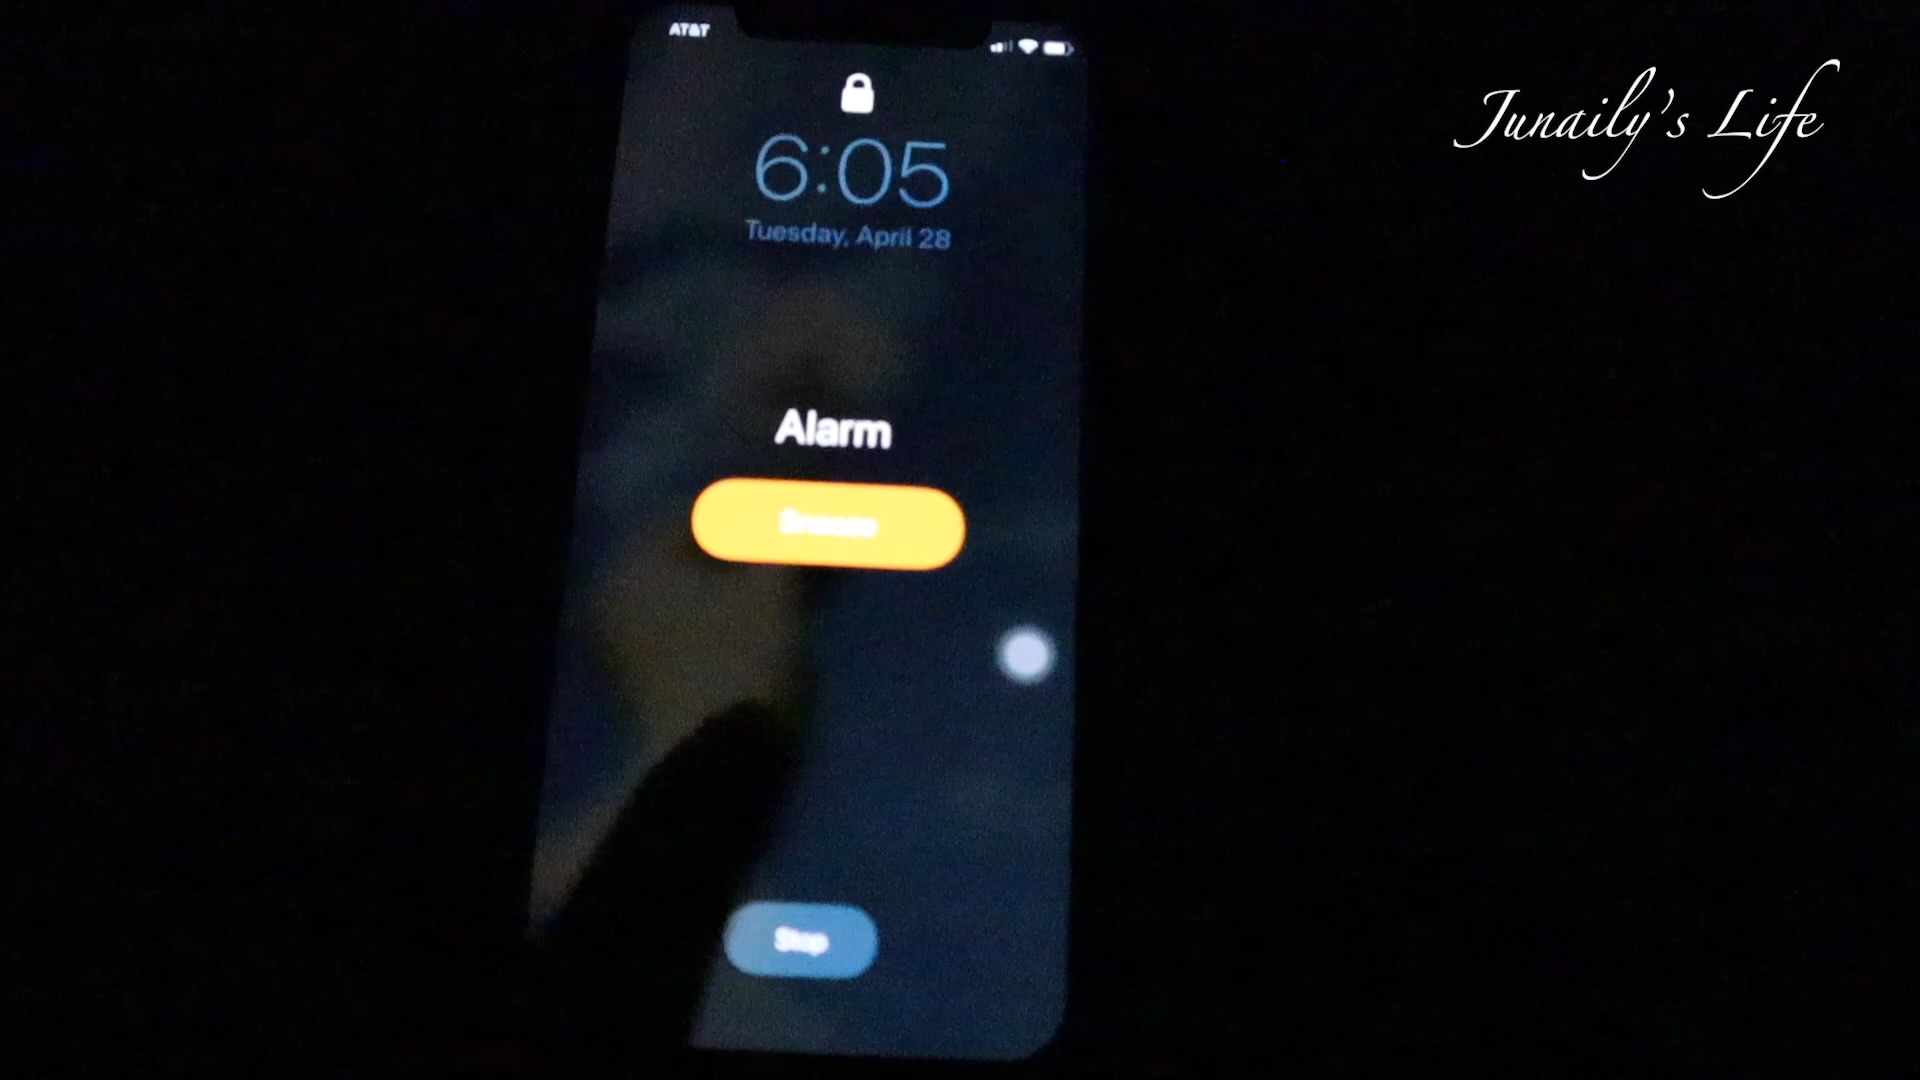 AT&T
Junaily's Life
6:05
Tuesday, April 28
Alarm
Snooze
Stop